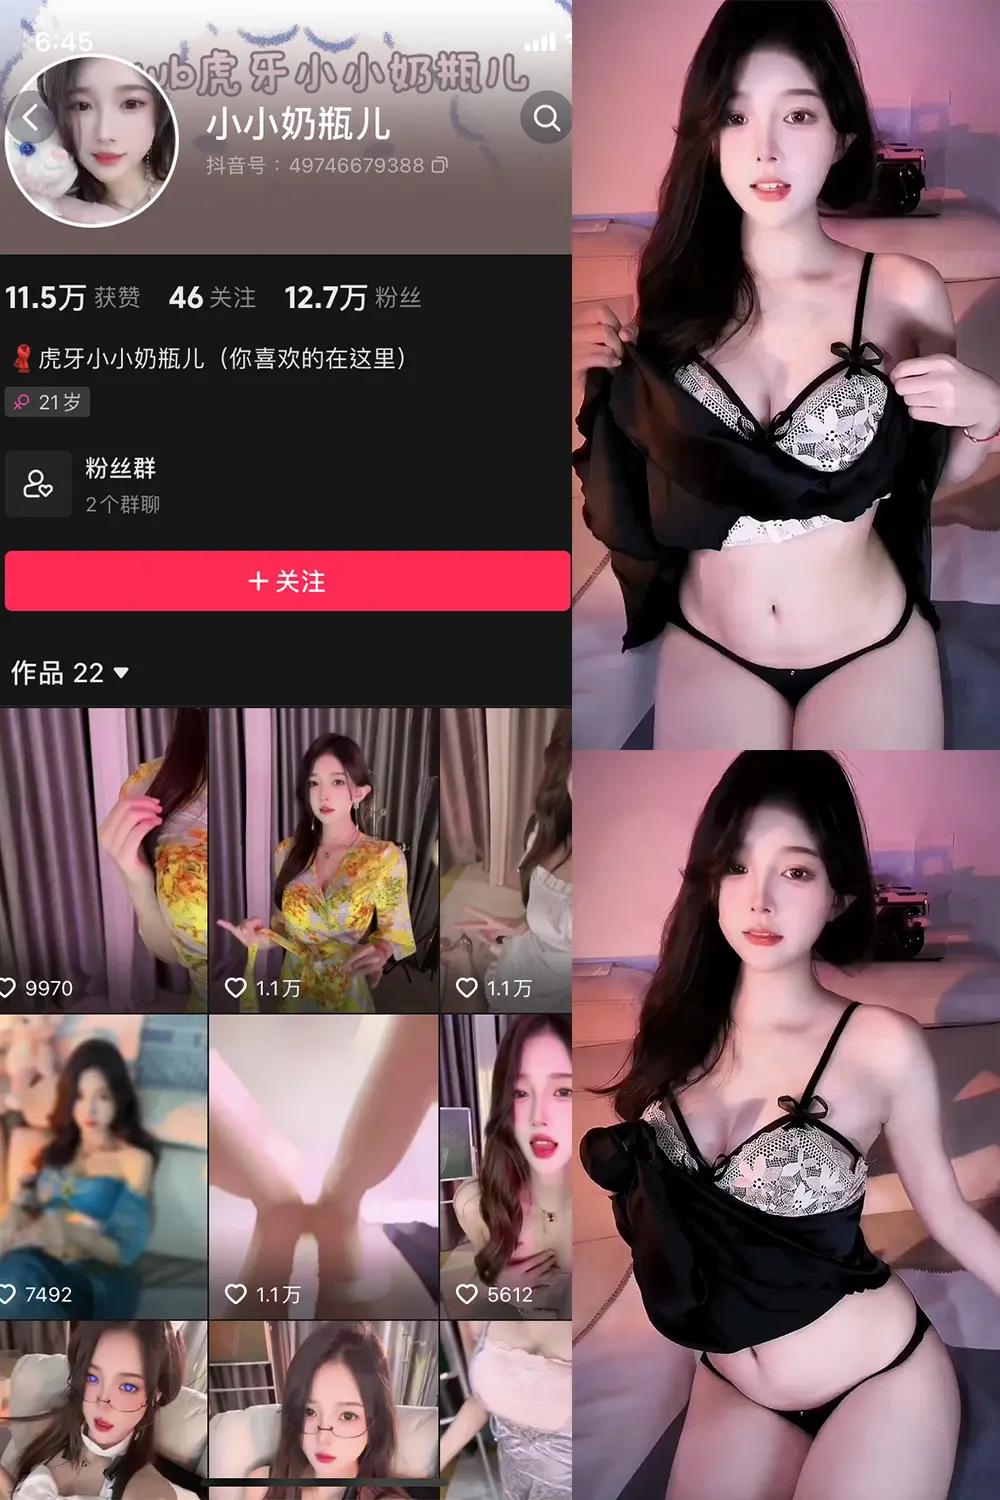 6:45
wb虎牙小小奶瓶儿
小小奶瓶儿
抖音号：49746679388
11.5万 获赞 46 关注 12.7万 粉丝
虎牙小小奶瓶儿（你喜欢的在这里）
21岁
粉丝群
2个群聊
+ 关注
作品 22
9970
1.1万
1.1万
7492
1.1万
5612